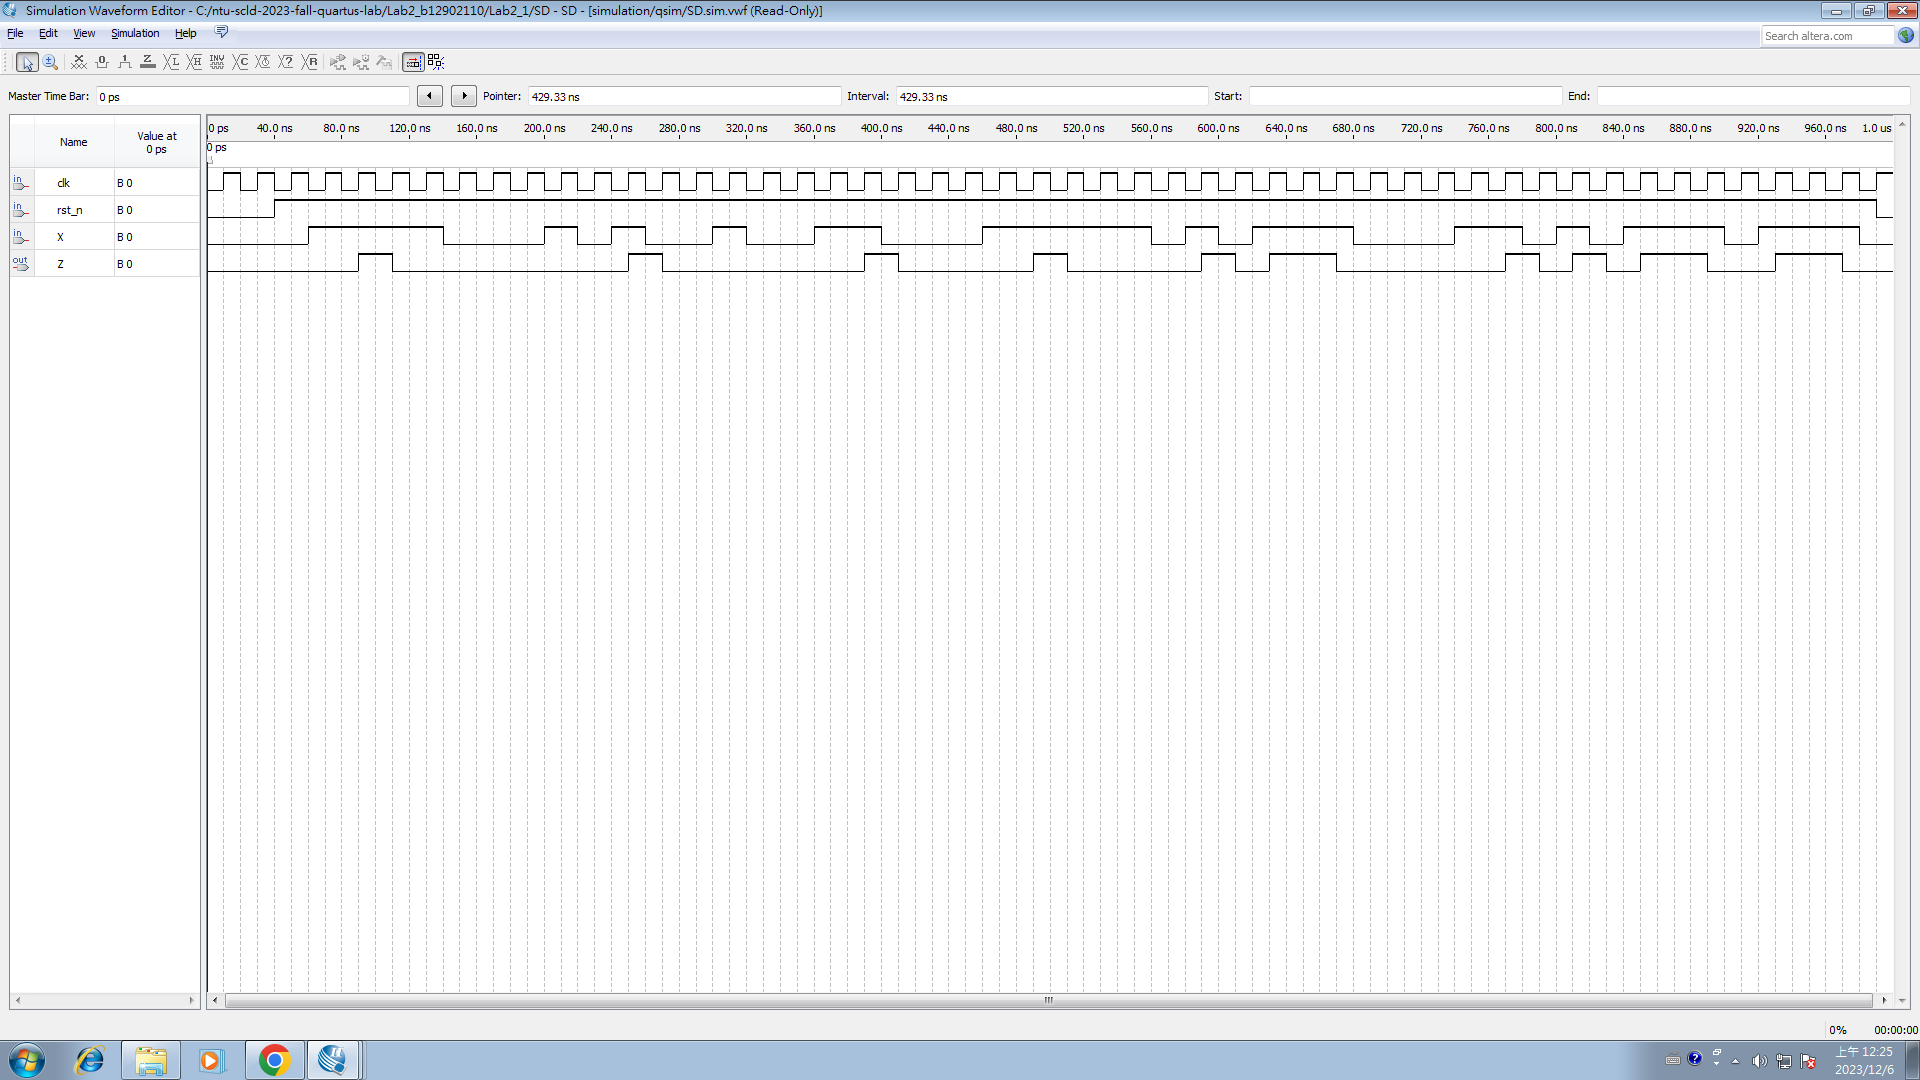 Simulation Waveform Editor - C:/ntu-scld-2023-fall-quartus-lab/Lab2_b12902110/Lab2_1/SD - SD - [simulation/qsim/SD.sim.vwf (Read-Only)]
File Edit View Simulation Help
Search altera.com
Master Time Bar: 0 ps Pointer: 429.33 ns Interval: 429.33 ns Start: End:
Name Value at 0 ps
0 ps 40.0 ns 80.0 ns 120.0 ns 160.0 ns 200.0 ns 240.0 ns 280.0 ns 320.0 ns 360.0 ns 400.0 ns 440.0 ns 480.0 ns 520.0 ns 560.0 ns 600.0 ns 640.0 ns 680.0 ns 720.0 ns 760.0 ns 800.0 ns 840.0 ns 880.0 ns 920.0 ns 960.0 ns 1.0 us
0 ps
in clk B 0
in rst_n B 0
in X B 0
out Z B 0
0% 00:00:00
上午 12:25
2023/12/6